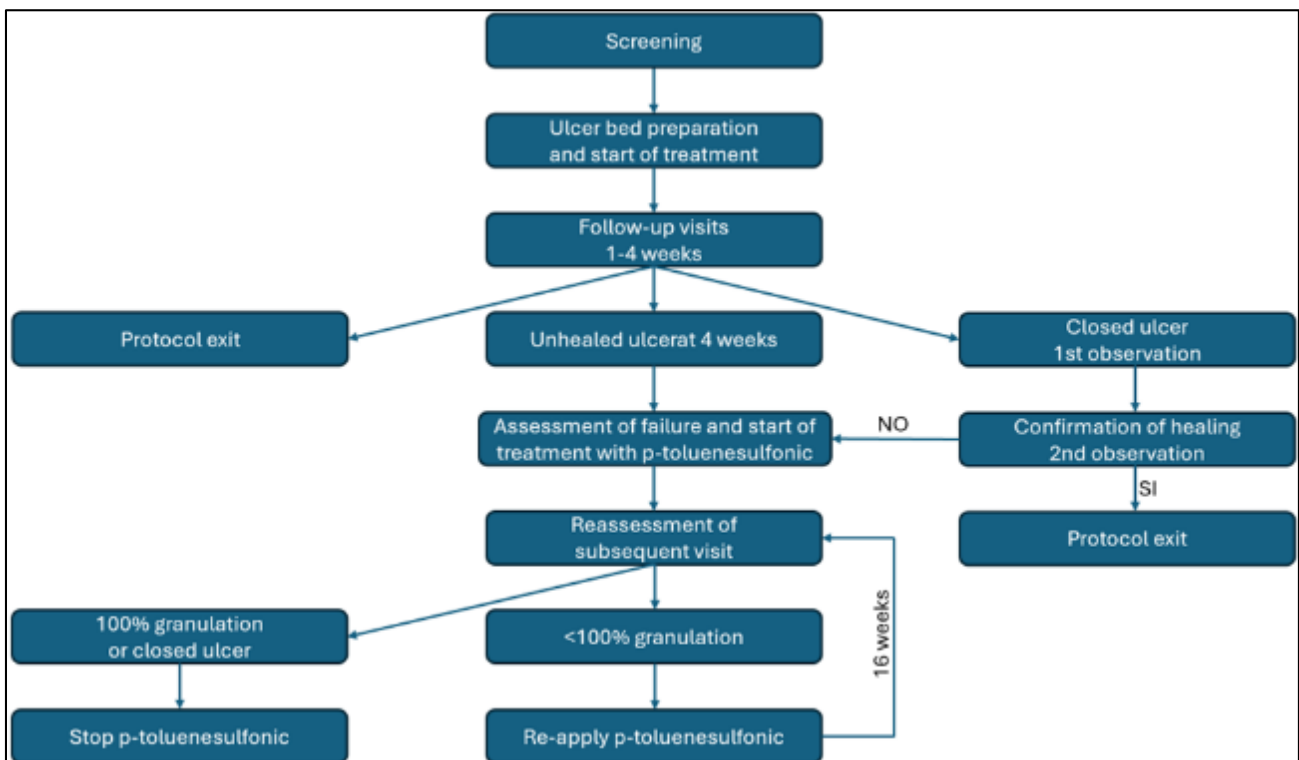 Screening
Ulcer bed preparation
and start of treatment
Follow-up visits
1-4 weeks
Protocol exit
Unhealed ulcerat 4 weeks
Closed ulcer
1st observation
Assessment of failure and start of
treatment with p-toluenesulfonic
NO
Confirmation of healing
2nd observation
SI
Reassessment of
subsequent visit
Protocol exit
100% granulation
or closed ulcer
<100% granulation
16 weeks
Stop p-toluenesulfonic
Re-apply p-toluenesulfonic